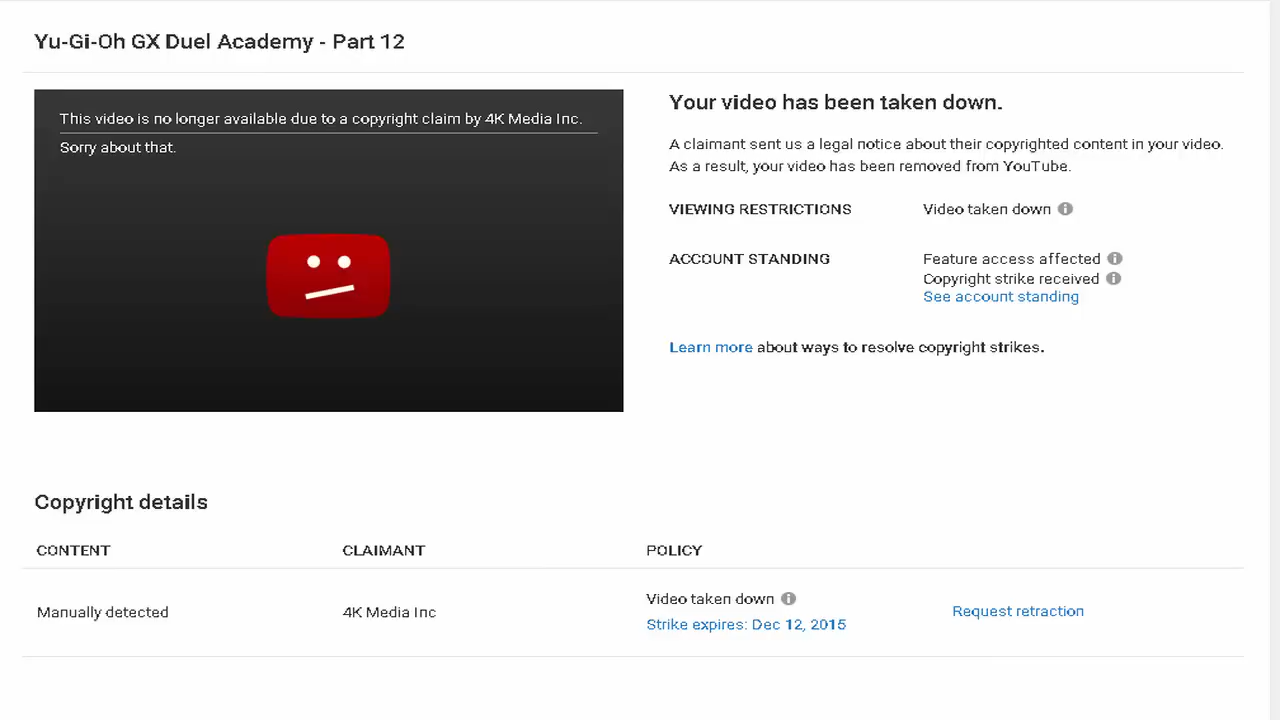 Yu-Gi-Oh GX Duel Academy - Part 12
This video is no longer available due to a copyright claim by 4K Media Inc.
Sorry about that.
Your video has been taken down.
A claimant sent us a legal notice about their copyrighted content in your video.
As a result, your video has been removed from YouTube.
VIEWING RESTRICTIONS
Video taken down
ACCOUNT STANDING
Feature access affected
Copyright strike received
See account standing
Learn more about ways to resolve copyright strikes.
Copyright details
CONTENT CLAIMANT POLICY
Manually detected
4K Media Inc
Video taken down
Strike expires: Dec 12, 2015
Request retraction